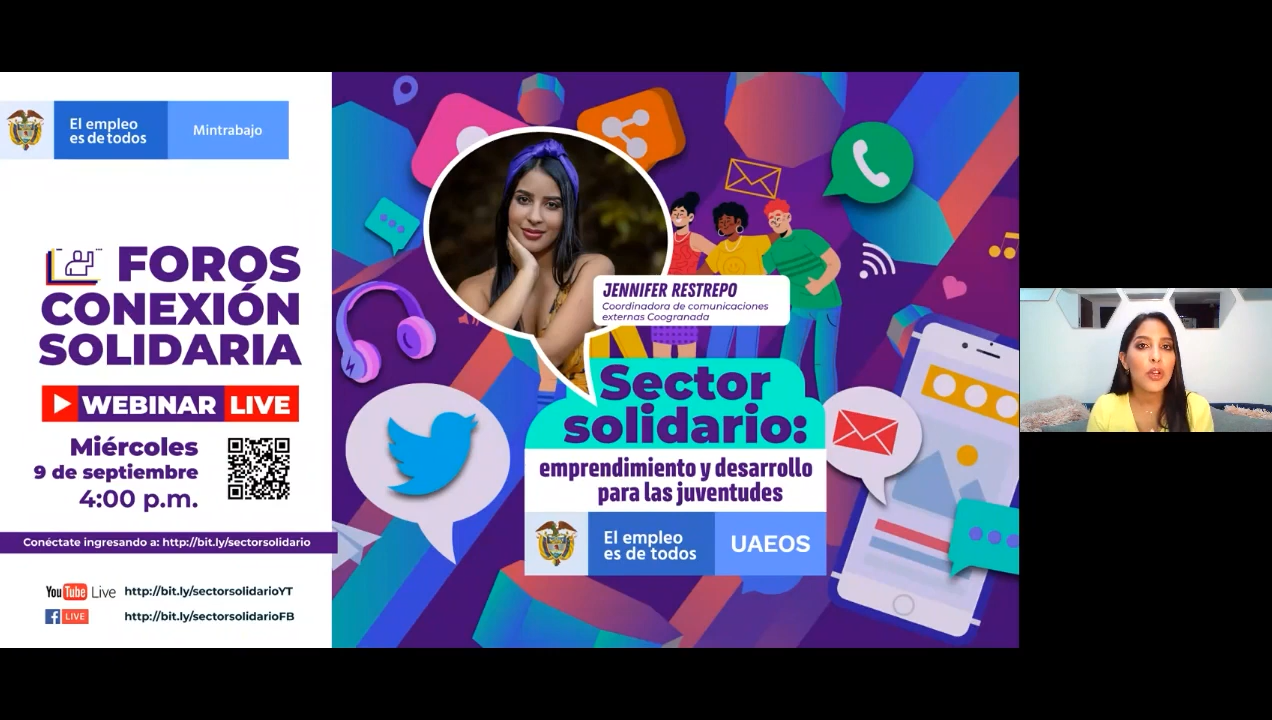 El empleo
es de todos
Mintrabajo
FOROS
CONEXIÓN
SOLIDARIA
WEBINAR LIVE
Miércoles
9 de septiembre
4:00 p.m.
Conéctate ingresando a: http://bit.ly/sectorsolidario
YouTube Live http://bit.ly/sectorsolidarioYT
f LIVE http://bit.ly/sectorsolidarioFB
JENNIFER RESTREPO
Coordinadora de comunicaciones
externas Coogranada
Sector
solidario:
emprendimiento y desarrollo
para las juventudes
El empleo
es de todos
UAEOS